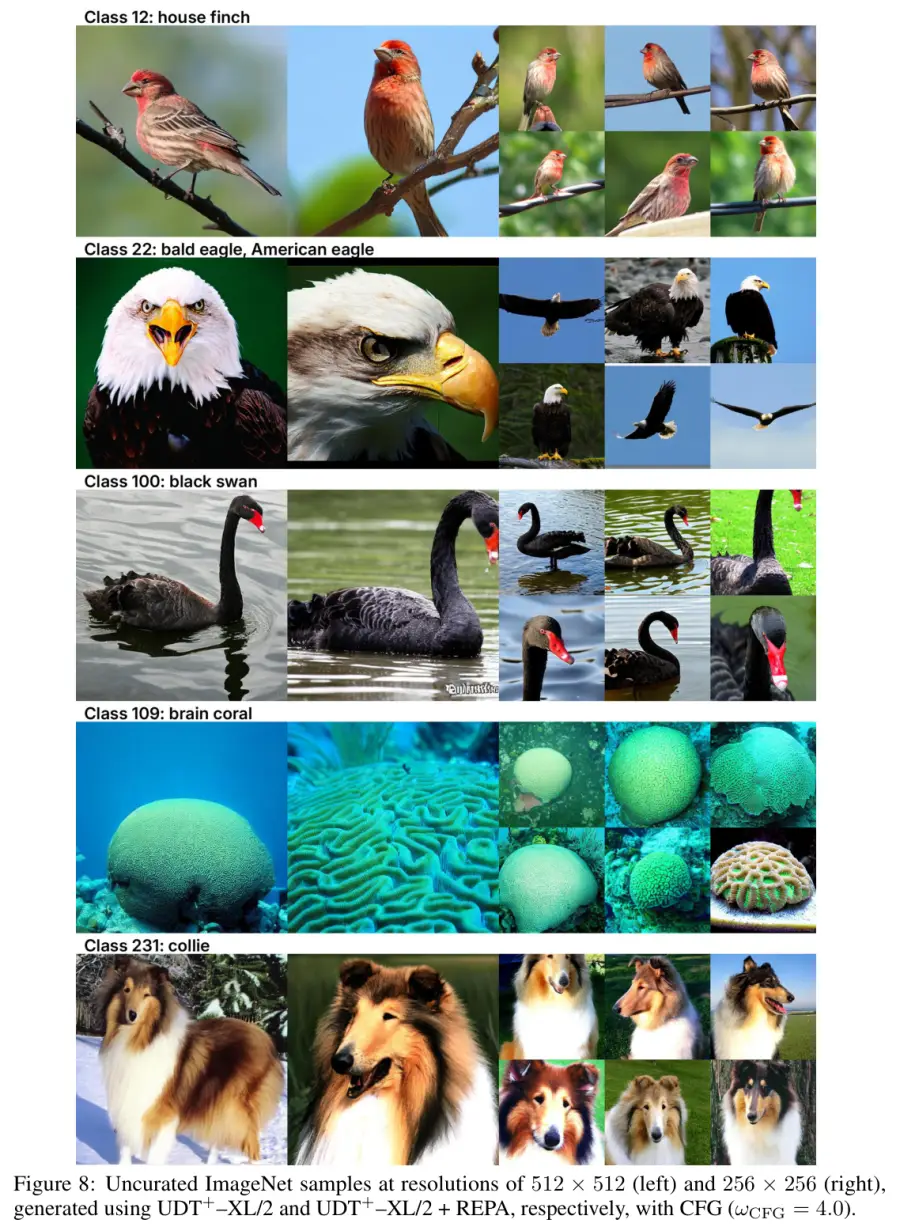 Class 12: house finch
Class 22: bald eagle, American eagle
Class 100: black swan
Class 109: brain coral
Class 231: collie
Figure 8: Uncurated ImageNet samples at resolutions of 512 × 512 (left) and 256 × 256 (right),
generated using UDT⁺–XL/2 and UDT⁺–XL/2 + REPA, respectively, with CFG (ω_CFG = 4.0).